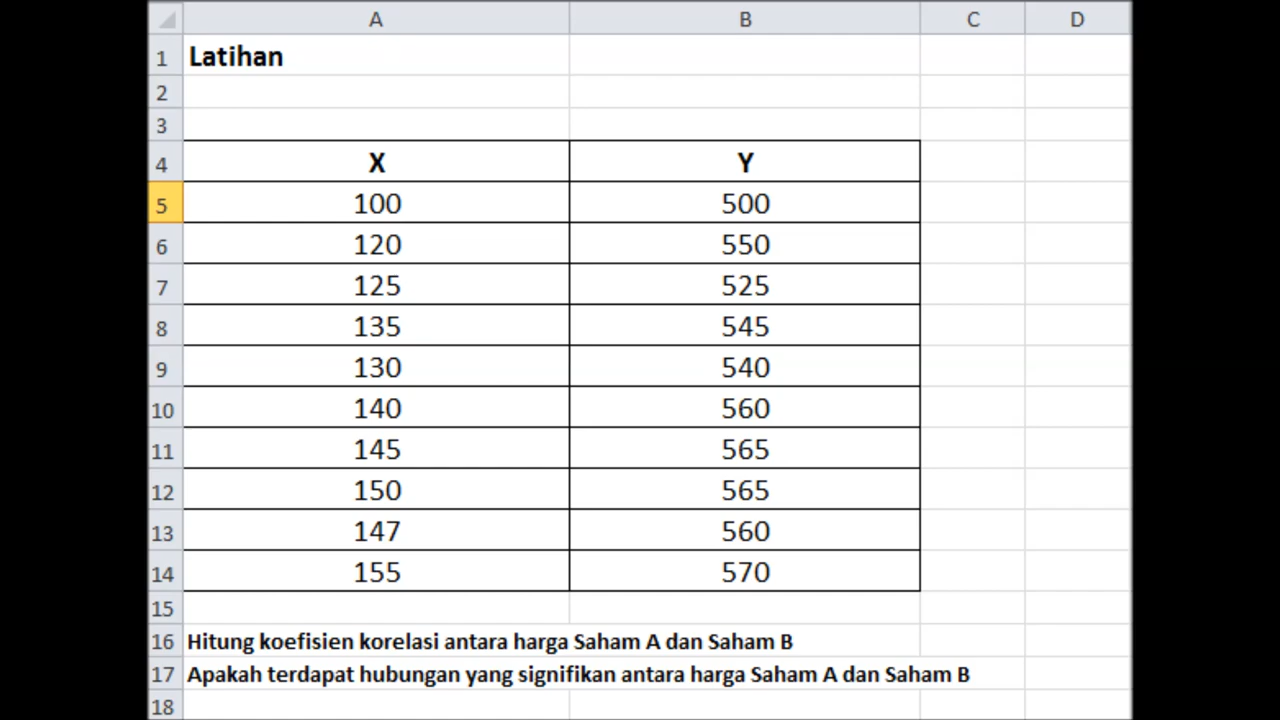 A B C D
1 Latihan
2
3
4 X Y
5 100 500
6 120 550
7 125 525
8 135 545
9 130 540
10 140 560
11 145 565
12 150 565
13 147 560
14 155 570
15
16 Hitung koefisien korelasi antara harga Saham A dan Saham B
17 Apakah terdapat hubungan yang signifikan antara harga Saham A dan Saham B
18